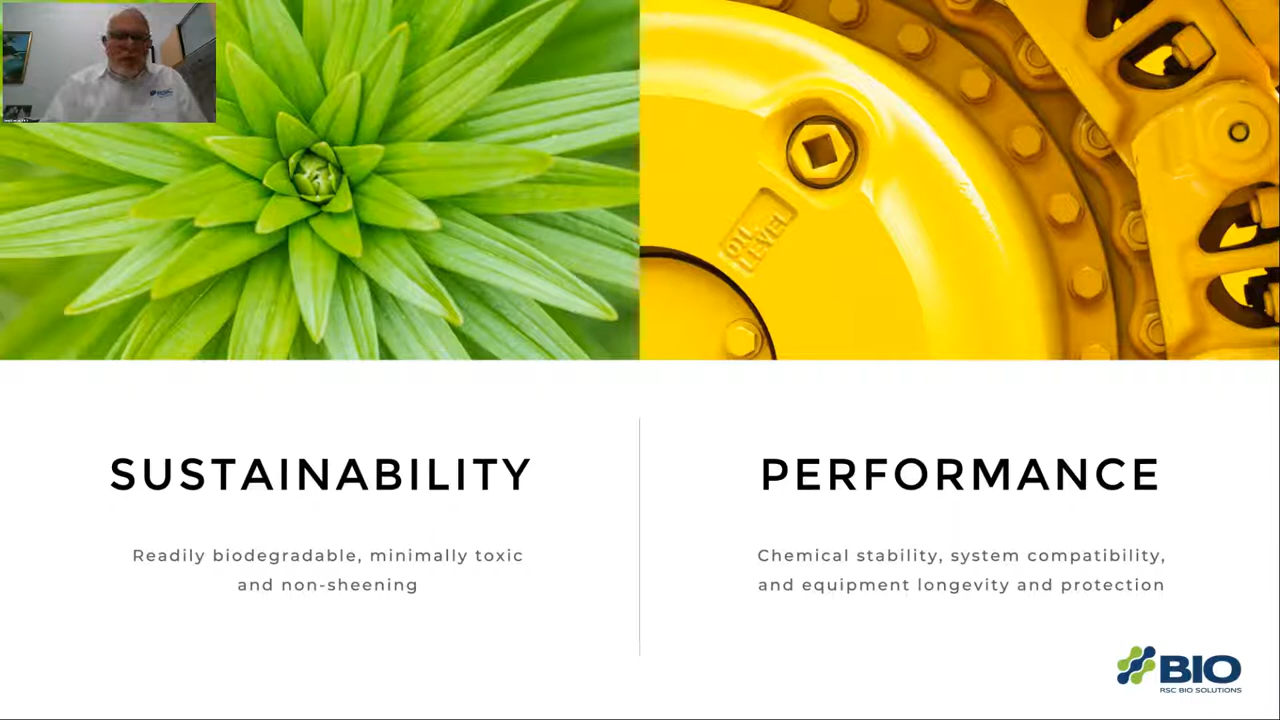 OIL
LEVEL
SUSTAINABILITY
Readily biodegradable, minimally toxic
and non-sheening
PERFORMANCE
Chemical stability, system compatibility,
and equipment longevity and protection
BIO
RSC BIO SOLUTIONS